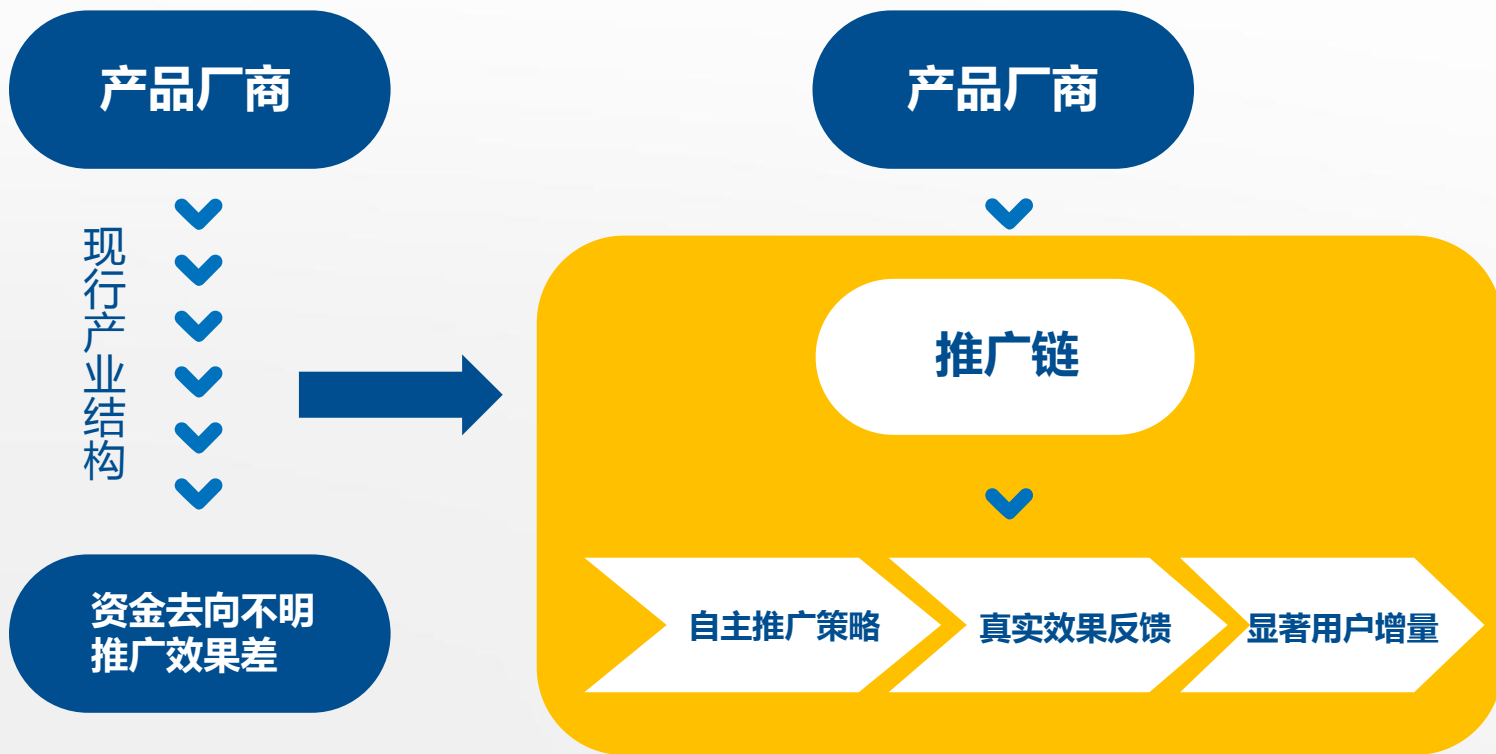 产品厂商
现行产业结构
资金去向不明
推广效果差
产品厂商
推广链
自主推广策略
真实效果反馈
显著用户增量